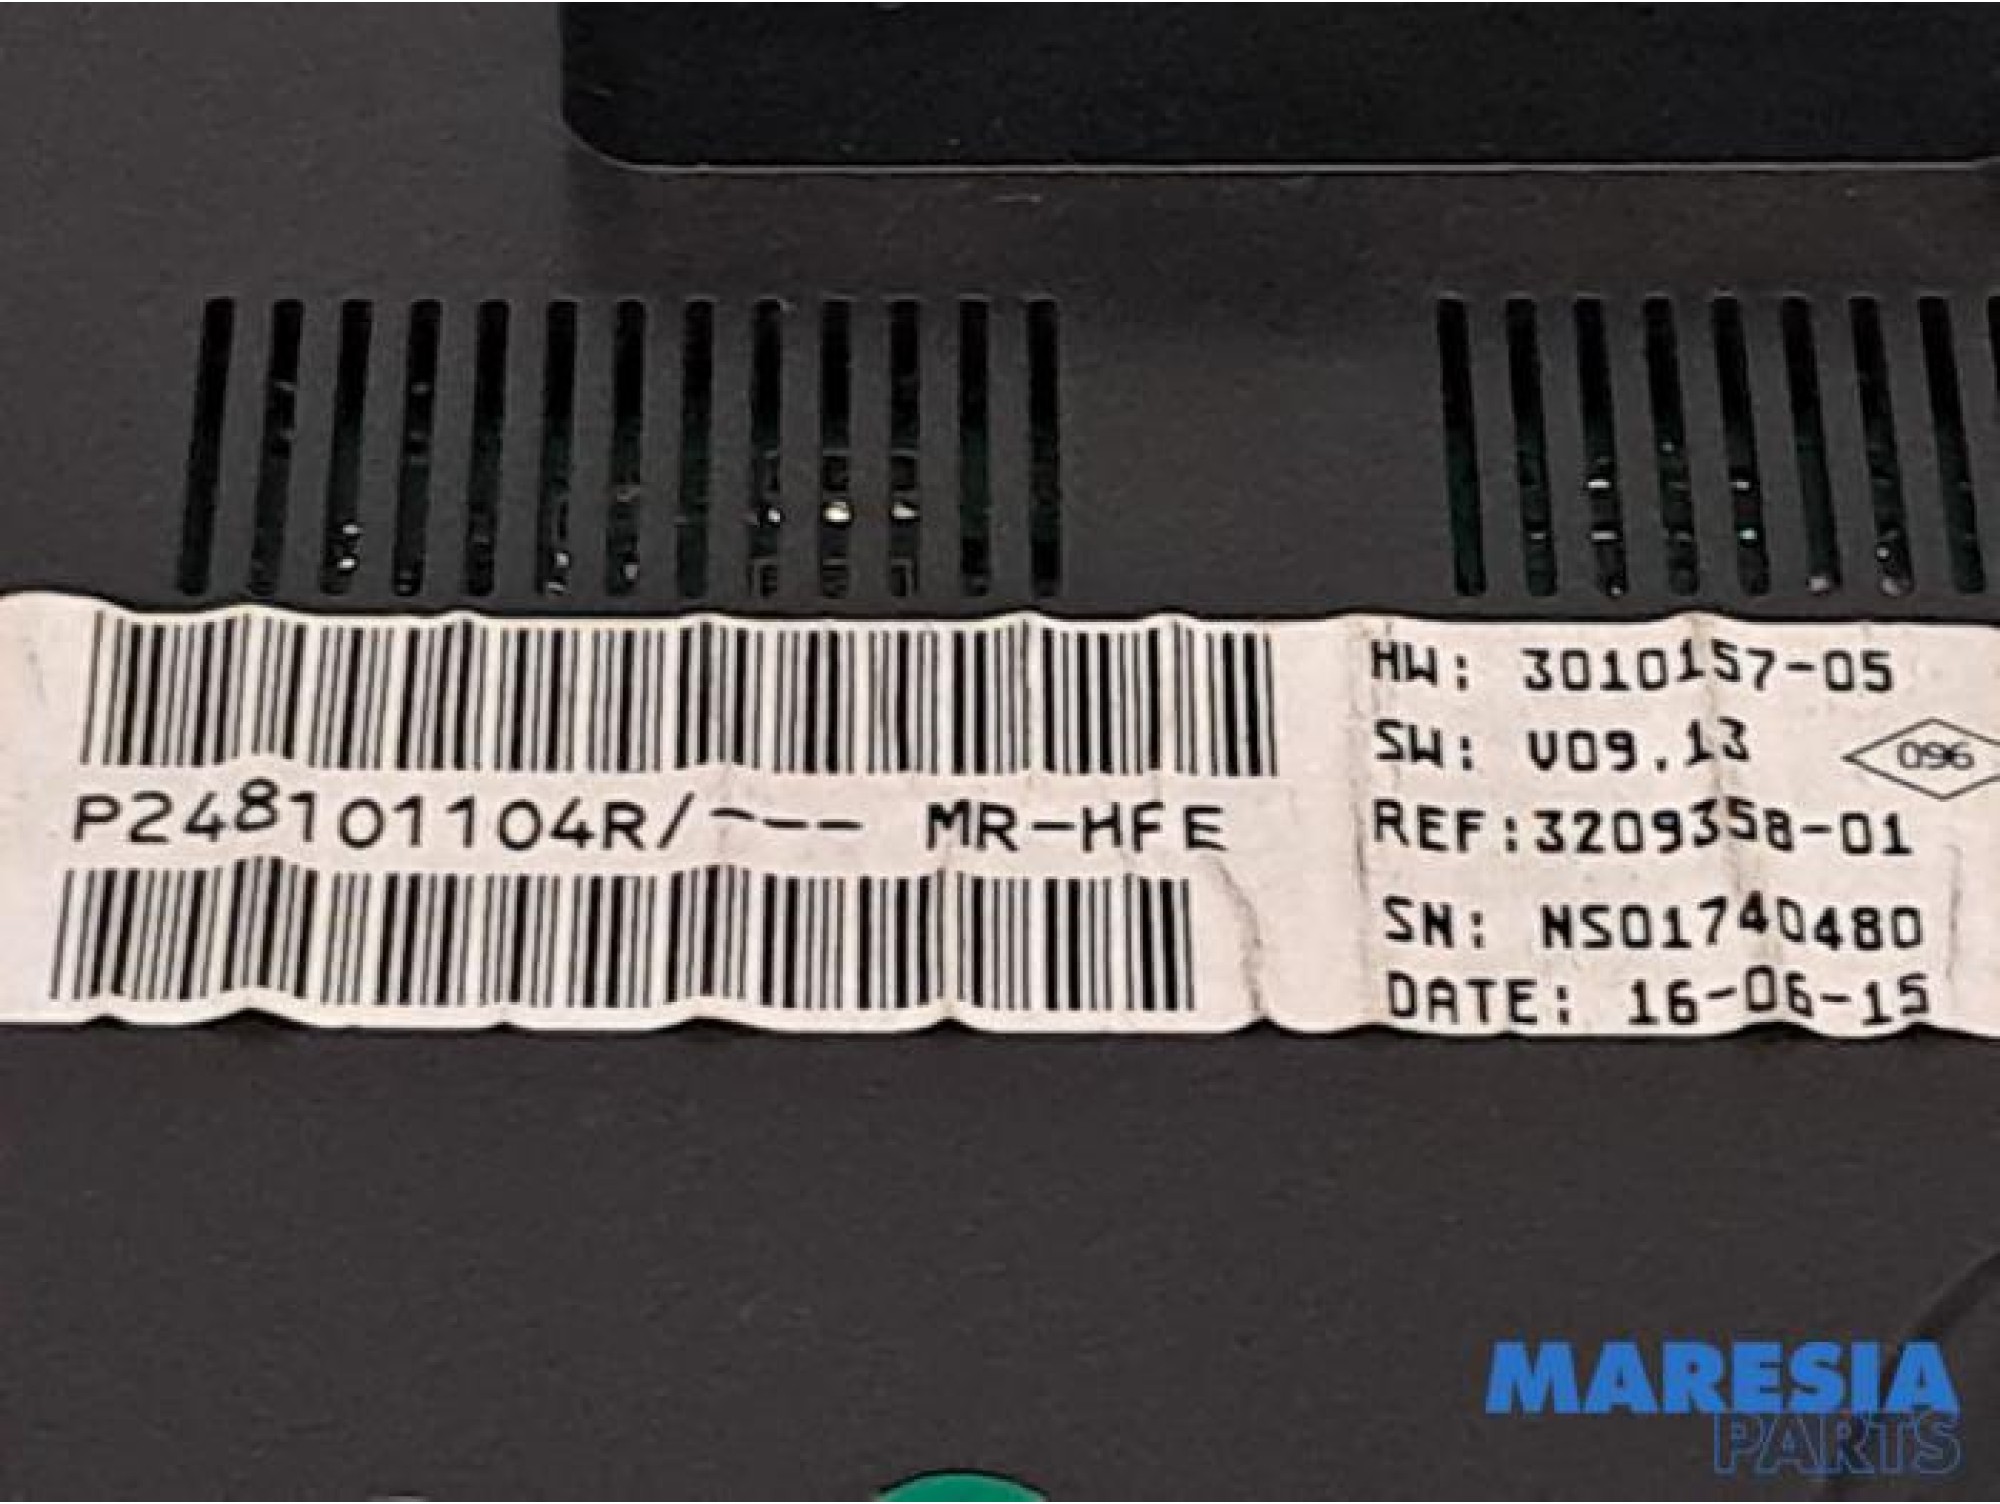 P248101104R/--- MR-HFE
HW: 3010157-05
SW: V09.13
096
REF:3209358-01
SN: NS01740480
DATE: 16-06-15
MARESIA
PARTS